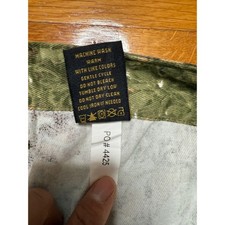 MACHINE WASH
WARM
WITH LIKE COLORS
GENTLE CYCLE
DO NOT BLEACH
TUMBLE DRY LOW
DO NOT DRY CLEAN
COOL IRON IF NEEDED
PO# 4425